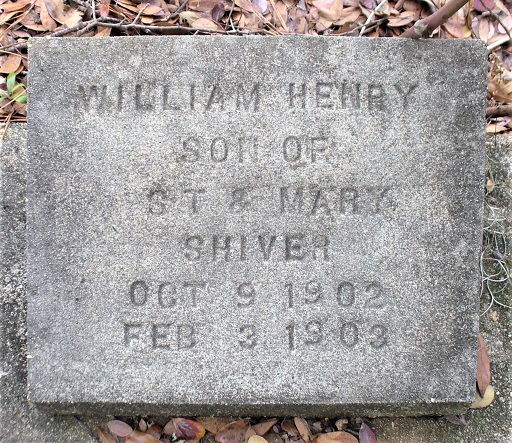 WILLIAM HENRY
SON OF
S T & MARY
SHIVER
OCT 9 1902
FEB 3 1903